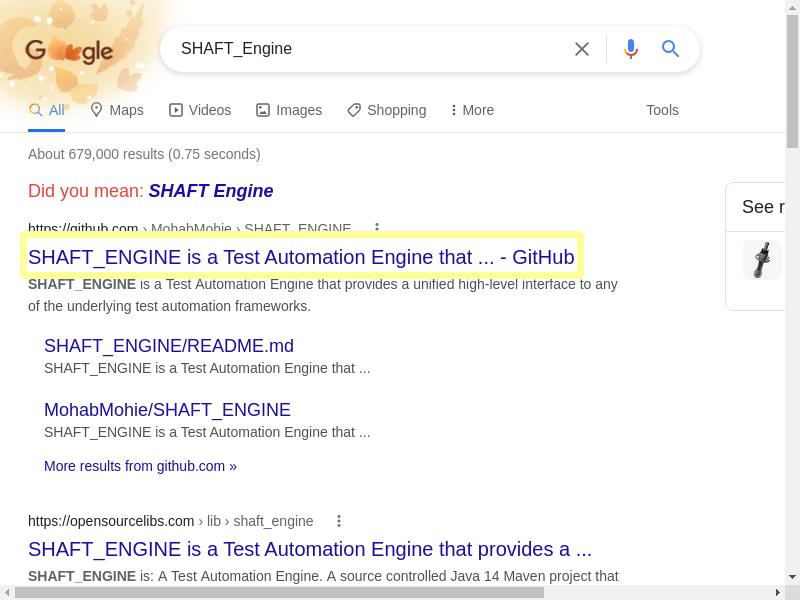 Google
SHAFT_Engine
All Maps Videos Images Shopping More Tools
About 679,000 results (0.75 seconds)
Did you mean: SHAFT Engine
https://github.com › MohabMohie › SHAFT_ENGINE
SHAFT_ENGINE is a Test Automation Engine that ... - GitHub
SHAFT_ENGINE is a Test Automation Engine that provides a unified high-level interface to any
of the underlying test automation frameworks.
SHAFT_ENGINE/README.md
SHAFT_ENGINE is a Test Automation Engine that ...
MohabMohie/SHAFT_ENGINE
SHAFT_ENGINE is a Test Automation Engine that ...
More results from github.com »
https://opensourcelibs.com › lib › shaft_engine
SHAFT_ENGINE is a Test Automation Engine that provides a ...
SHAFT_ENGINE is: A Test Automation Engine. A source controlled Java 14 Maven project that
See r